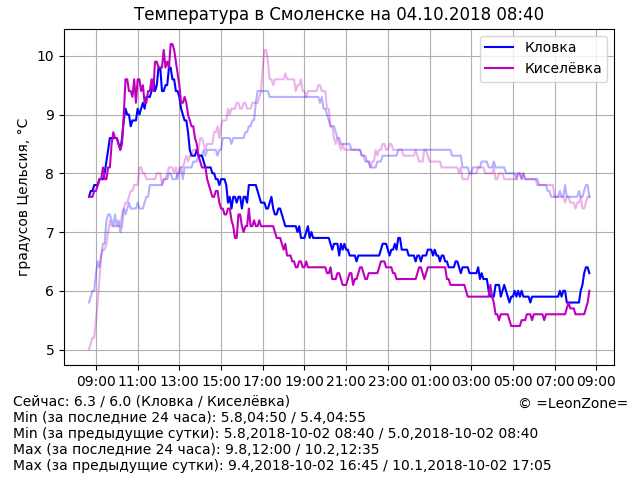 Температура в Смоленске на 04.10.2018 08:40
Кловка
Киселёвка
градусов Цельсия, °C
10
9
8
7
6
5
09:00 11:00 13:00 15:00 17:00 19:00 21:00 23:00 01:00 03:00 05:00 07:00 09:00
Сейчас: 6.3 / 6.0 (Кловка / Киселёвка)
© =LeonZone=
Min (за последние 24 часа): 5.8,04:50 / 5.4,04:55
Min (за предыдущие сутки): 5.8,2018-10-02 08:40 / 5.0,2018-10-02 08:40
Max (за последние 24 часа): 9.8,12:00 / 10.2,12:35
Max (за предыдущие сутки): 9.4,2018-10-02 16:45 / 10.1,2018-10-02 17:05